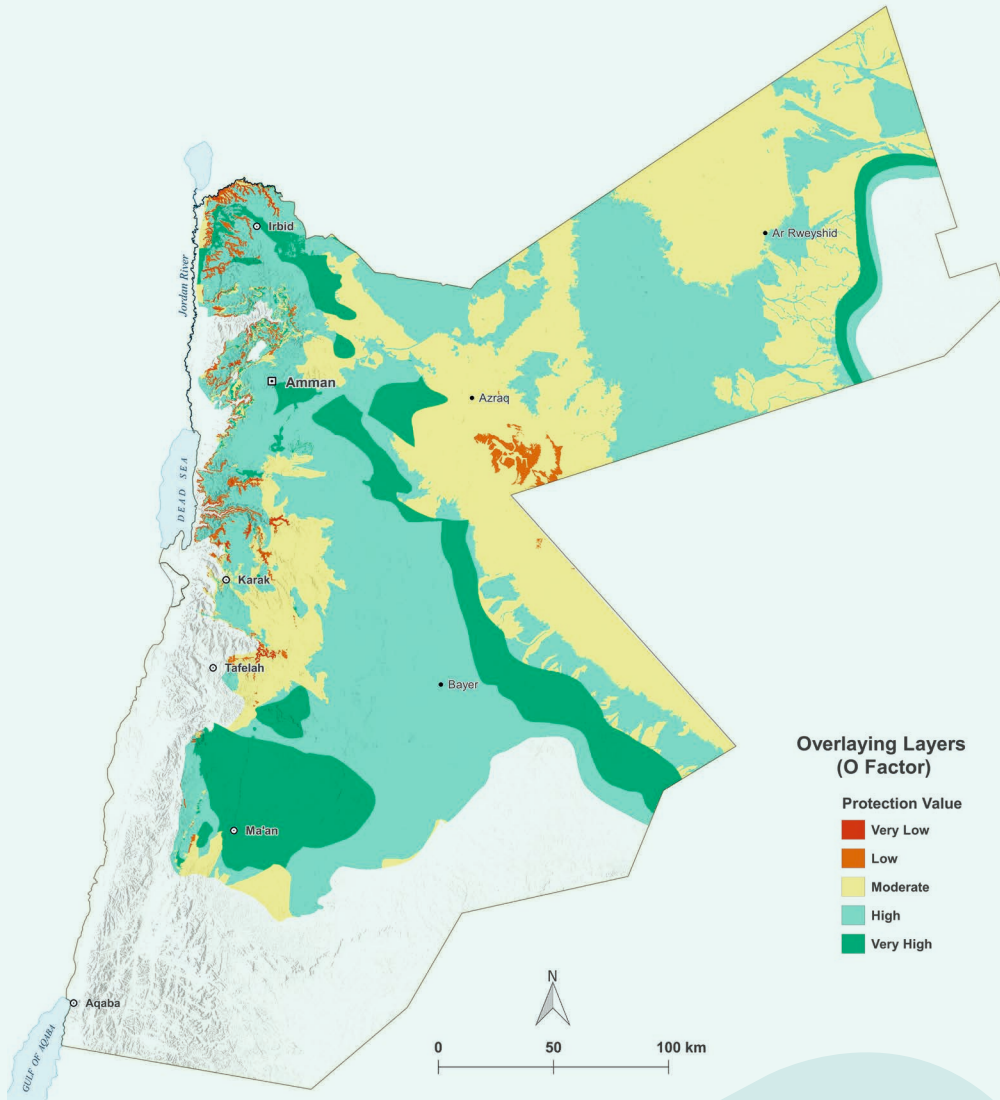 Irbid
Ar Rweyshid
Jordan River
Amman
Azraq
DEAD SEA
Karak
Tafelah
Bayer
Ma'an
Aqaba
GULF OF AQABA
Overlaying Layers
(O Factor)
Protection Value
Very Low
Low
Moderate
High
Very High
N
0 50 100 km